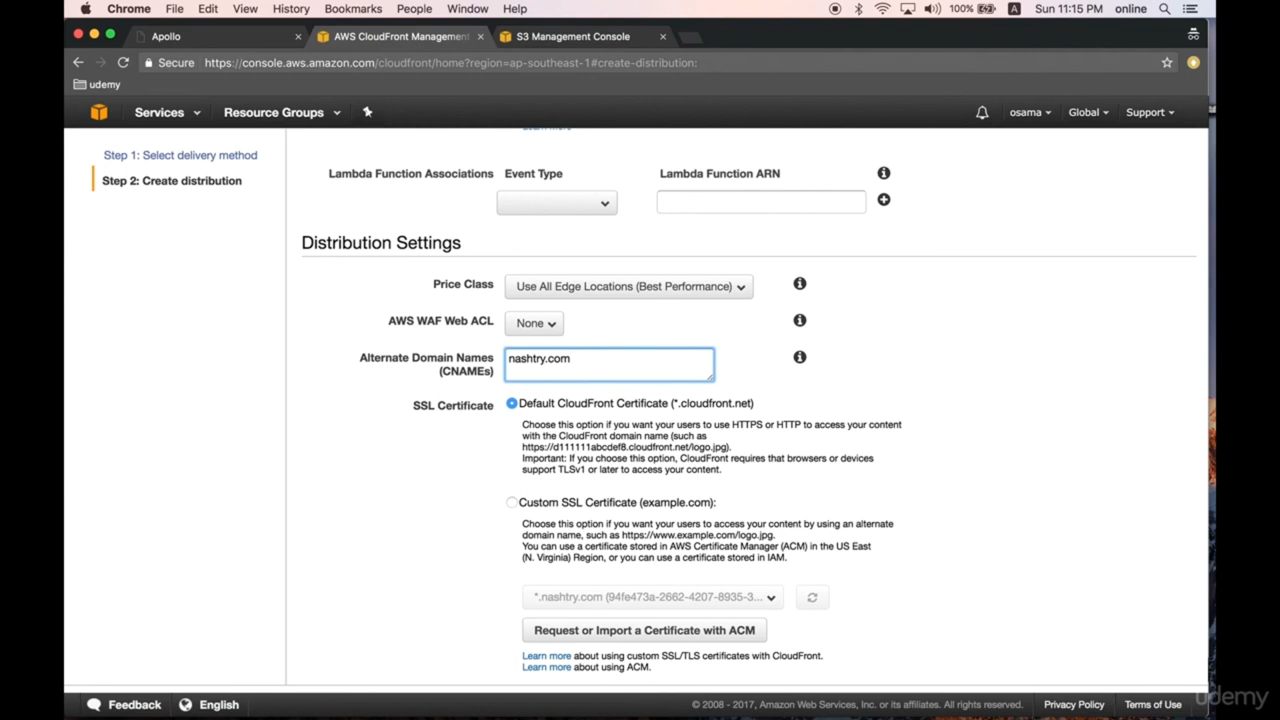 Chrome File Edit View History Bookmarks People Window Help 100% A Sun 11:15 PM online
Apollo AWS CloudFront Management S3 Management Console
Secure https://console.aws.amazon.com/cloudfront/home?region=ap-southeast-1#create-distribution:
udemy
Services Resource Groups osama Global Support
Step 1: Select delivery method
Step 2: Create distribution
Lambda Function Associations Event Type Lambda Function ARN
Distribution Settings
Price Class Use All Edge Locations (Best Performance)
AWS WAF Web ACL None
Alternate Domain Names nashtry.com
(CNAMEs)
SSL Certificate Default CloudFront Certificate (*.cloudfront.net)
Choose this option if you want your users to use HTTPS or HTTP to access your content
with the CloudFront domain name (such as
https://d111111abcdef8.cloudfront.net/logo.jpg).
Important: If you choose this option, CloudFront requires that browsers or devices
support TLSv1 or later to access your content.
Custom SSL Certificate (example.com):
Choose this option if you want your users to access your content by using an alternate
domain name, such as https://www.example.com/logo.jpg.
You can use a certificate stored in AWS Certificate Manager (ACM) in the US East
(N. Virginia) Region, or you can use a certificate stored in IAM.
*.nashtry.com (94fe473a-2662-4207-8935-3...
Request or Import a Certificate with ACM
Learn more about using custom SSL/TLS certificates with CloudFront.
Learn more about using ACM.
Feedback English © 2008 - 2017, Amazon Web Services, Inc. or its affiliates. All rights reserved. Privacy Policy Terms of Use
udemy